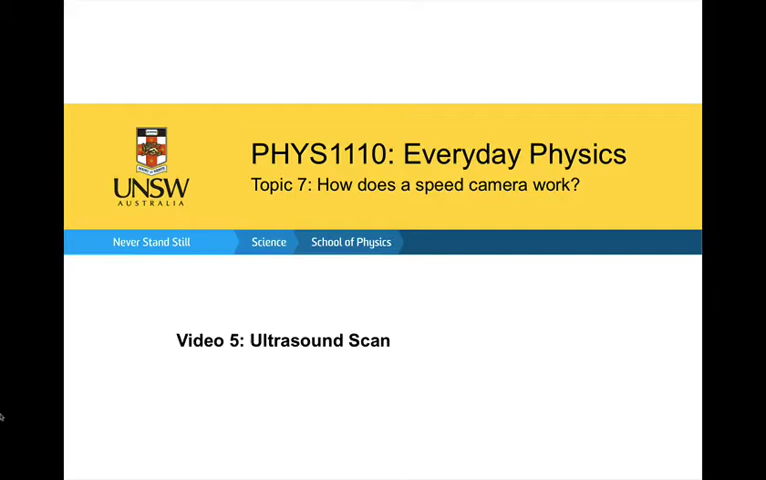 PHYS1110: Everyday Physics
Topic 7: How does a speed camera work?
UNSW
AUSTRALIA
Never Stand Still
Science
School of Physics
Video 5: Ultrasound Scan